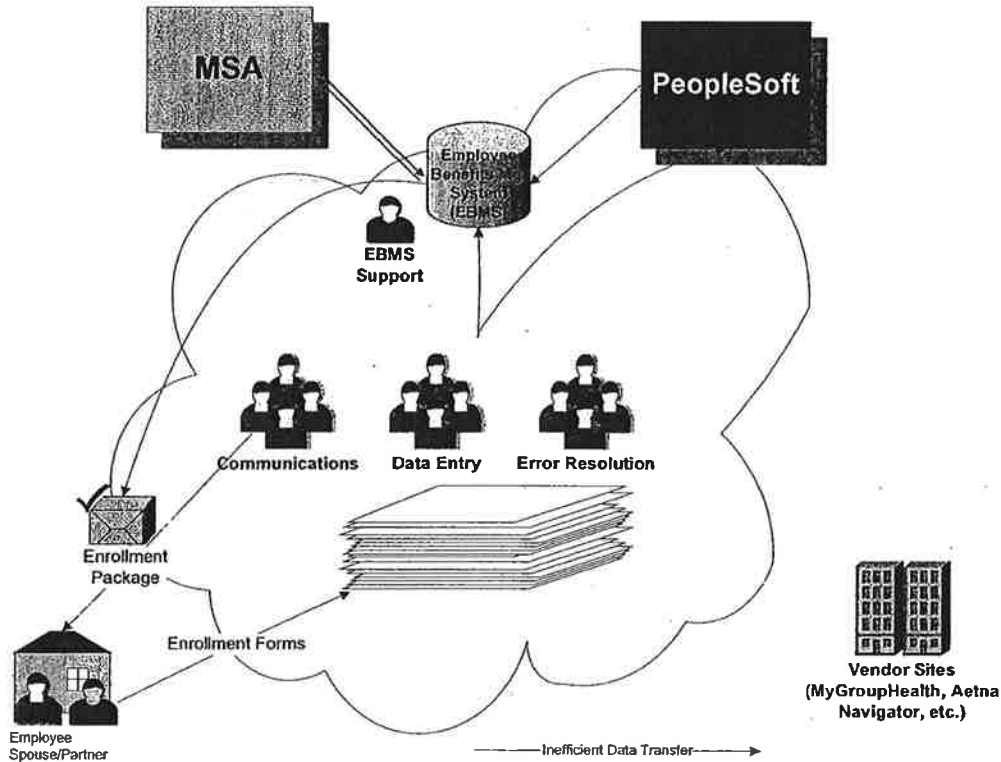 MSA
PeopleSoft
Employee
Benefits
System
(EBMS)
EBMS
Support
Communications
Data Entry
Error Resolution
Enrollment
Package
Enrollment Forms
Employee
Spouse/Partner
Vendor Sites
(MyGroupHealth, Aetna
Navigator, etc.)
Inefficient Data Transfer